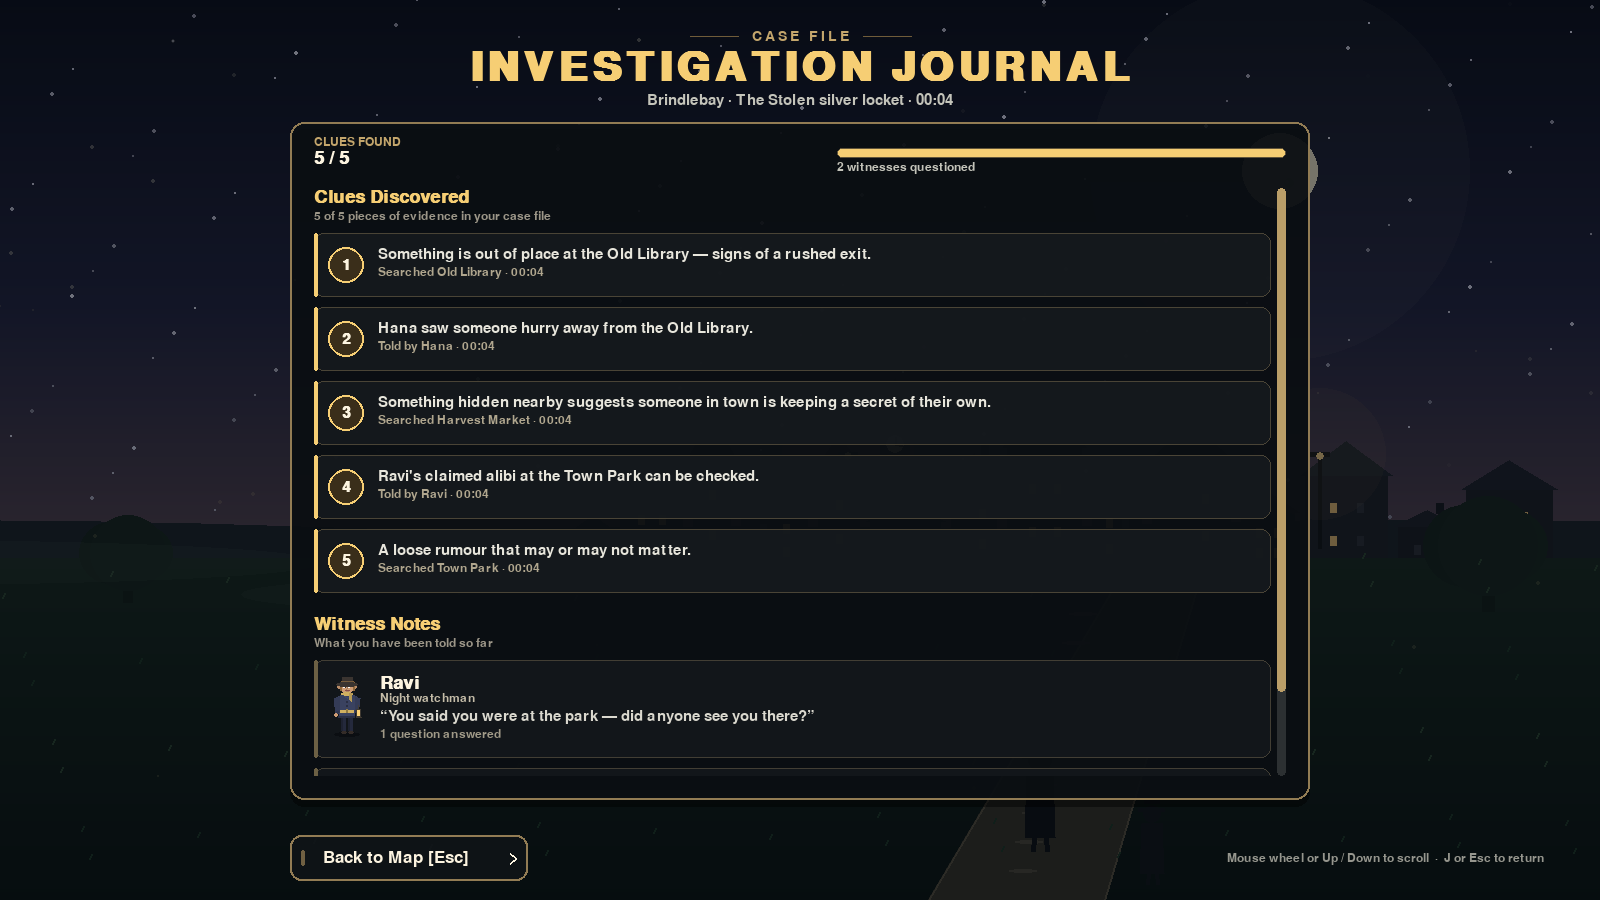 CASE FILE
INVESTIGATION JOURNAL
Brindlebay · The Stolen silver locket · 00:04
CLUES FOUND
5 / 5
2 witnesses questioned
Clues Discovered
5 of 5 pieces of evidence in your case file
1
Something is out of place at the Old Library — signs of a rushed exit.
Searched Old Library · 00:04
2
Hana saw someone hurry away from the Old Library.
Told by Hana · 00:04
3
Something hidden nearby suggests someone in town is keeping a secret of their own.
Searched Harvest Market · 00:04
4
Ravi's claimed alibi at the Town Park can be checked.
Told by Ravi · 00:04
5
A loose rumour that may or may not matter.
Searched Town Park · 00:04
Witness Notes
What you have been told so far
Ravi
Night watchman
“You said you were at the park — did anyone see you there?”
1 question answered
Back to Map [Esc] >
Mouse wheel or Up / Down to scroll · J or Esc to return